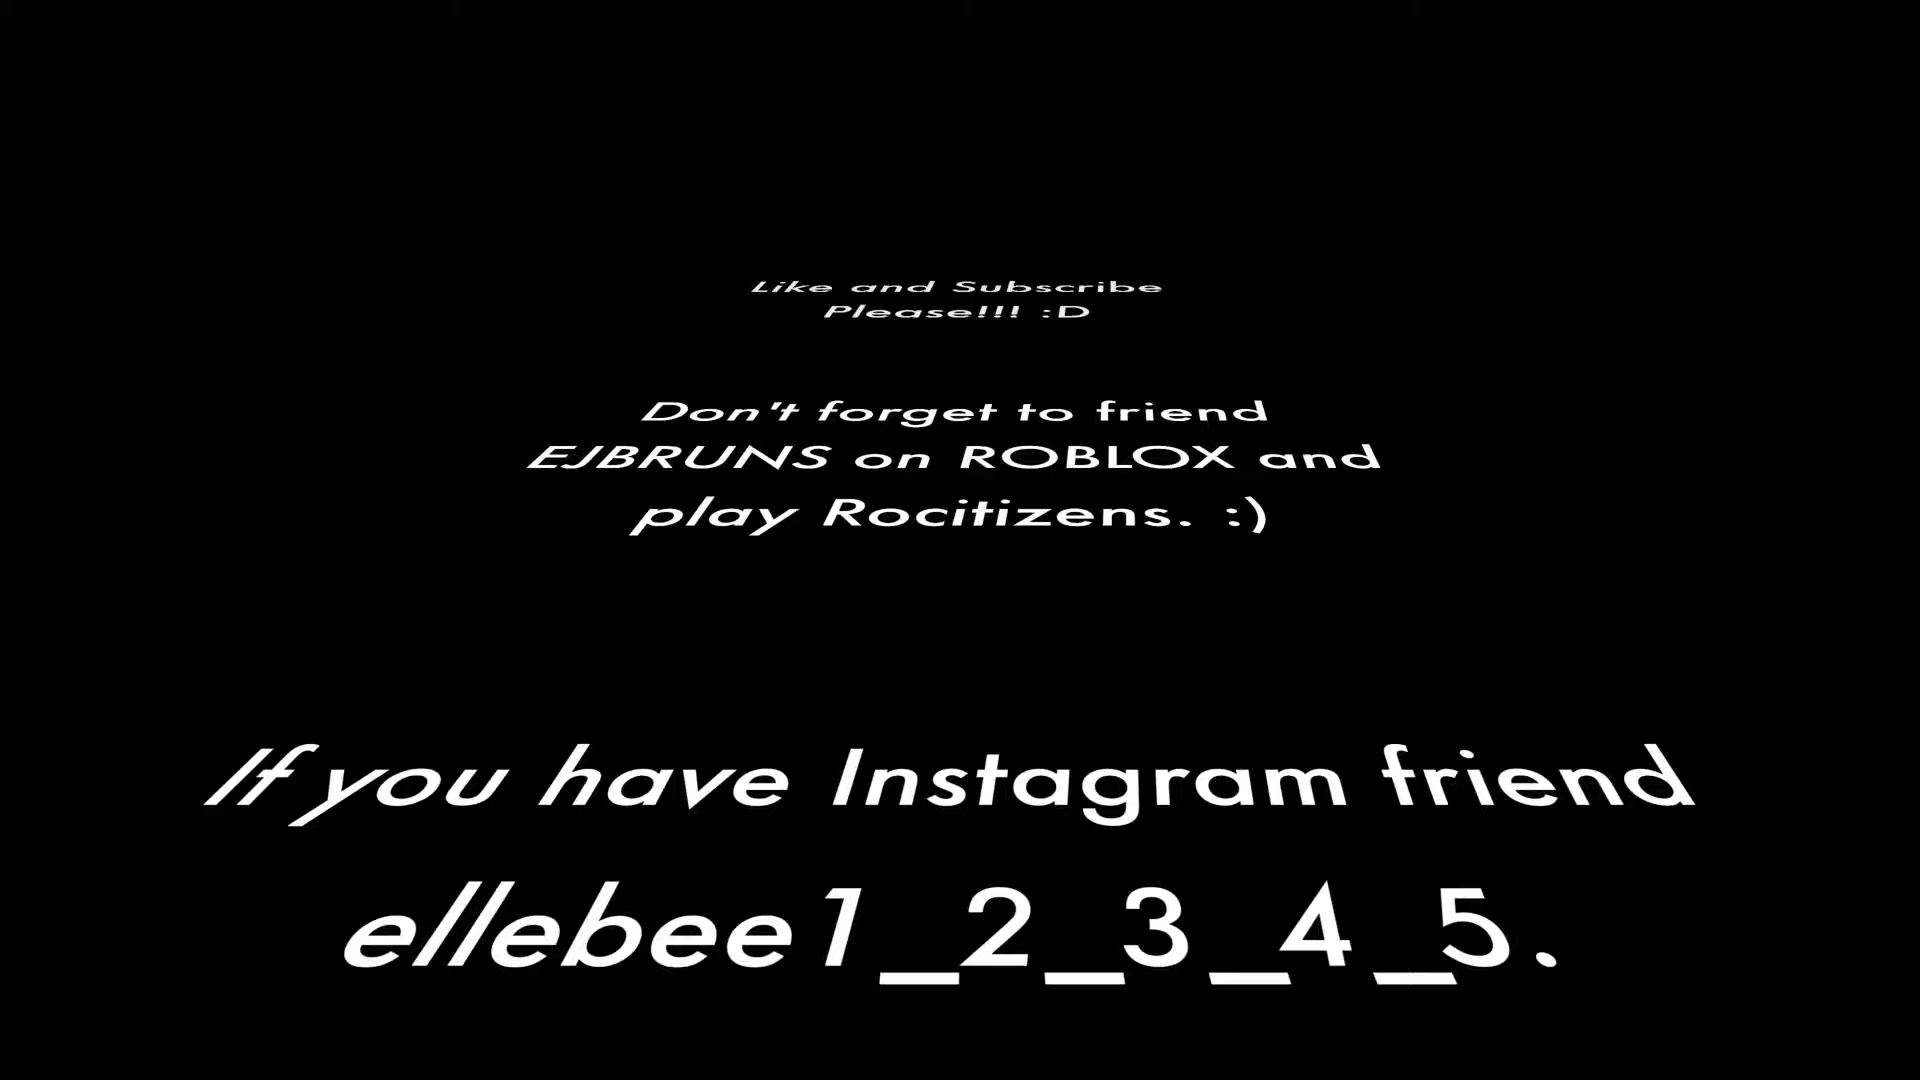 Like and Subscribe
Please!!! :D
Don't forget to friend
EJBRUNS on ROBLOX and
play Rocitizens. :)
If you have Instagram friend
ellebee1_2_3_4_5.